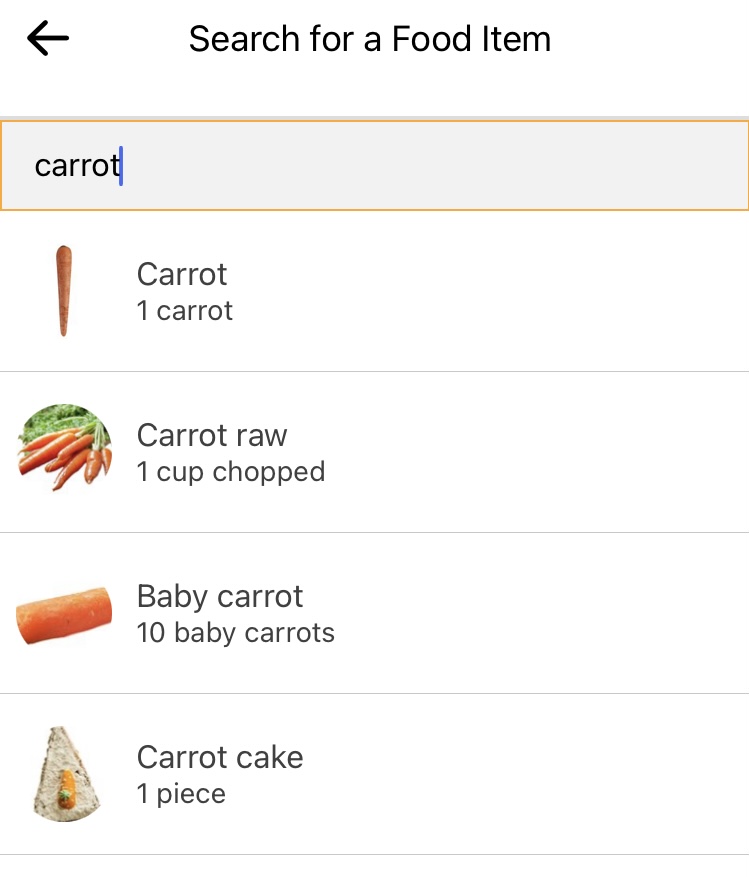 Search for a Food Item
carrot
Carrot
1 carrot
Carrot raw
1 cup chopped
Baby carrot
10 baby carrots
Carrot cake
1 piece